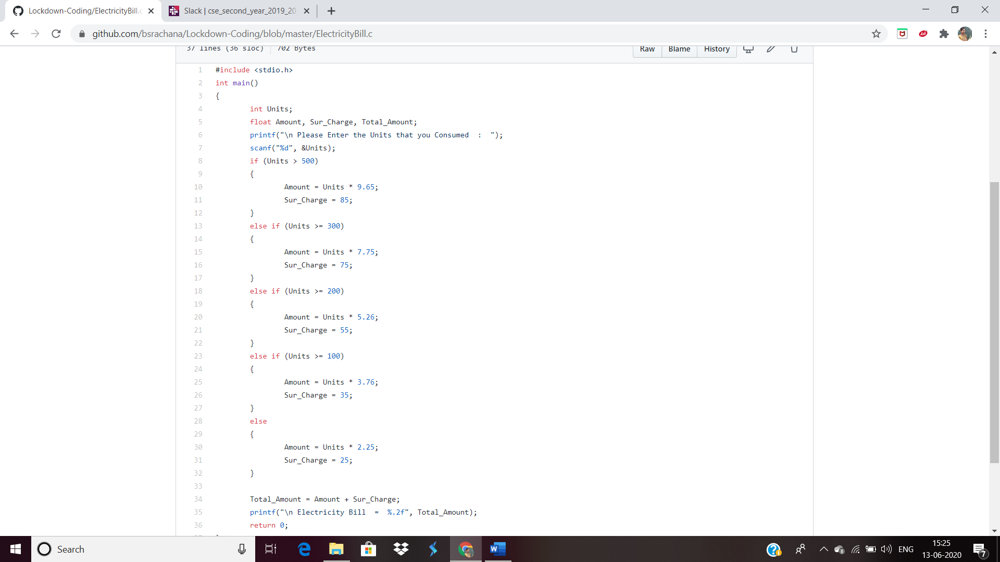 Lockdown-Coding/ElectricityBill.c
Slack | cse_second_year_2019_20
github.com/bsrachana/Lockdown-Coding/blob/master/ElectricityBill.c
37 lines (36 sloc) 702 Bytes
Raw Blame History
1 #include <stdio.h>
2 int main()
3 {
4 int Units;
5 float Amount, Sur_Charge, Total_Amount;
6 printf("\n Please Enter the Units that you Consumed  :  ");
7 scanf("%d", &Units);
8 if (Units > 500)
9 {
10 Amount = Units * 9.65;
11 Sur_Charge = 85;
12 }
13 else if (Units >= 300)
14 {
15 Amount = Units * 7.75;
16 Sur_Charge = 75;
17 }
18 else if (Units >= 200)
19 {
20 Amount = Units * 5.26;
21 Sur_Charge = 55;
22 }
23 else if (Units >= 100)
24 {
25 Amount = Units * 3.76;
26 Sur_Charge = 35;
27 }
28 else
29 {
30 Amount = Units * 2.25;
31 Sur_Charge = 25;
32 }
33
34 Total_Amount = Amount + Sur_Charge;
35 printf("\n Electricity Bill  =  %.2f", Total_Amount);
36 return 0;
Search
ENG
15:25
13-06-2020
7